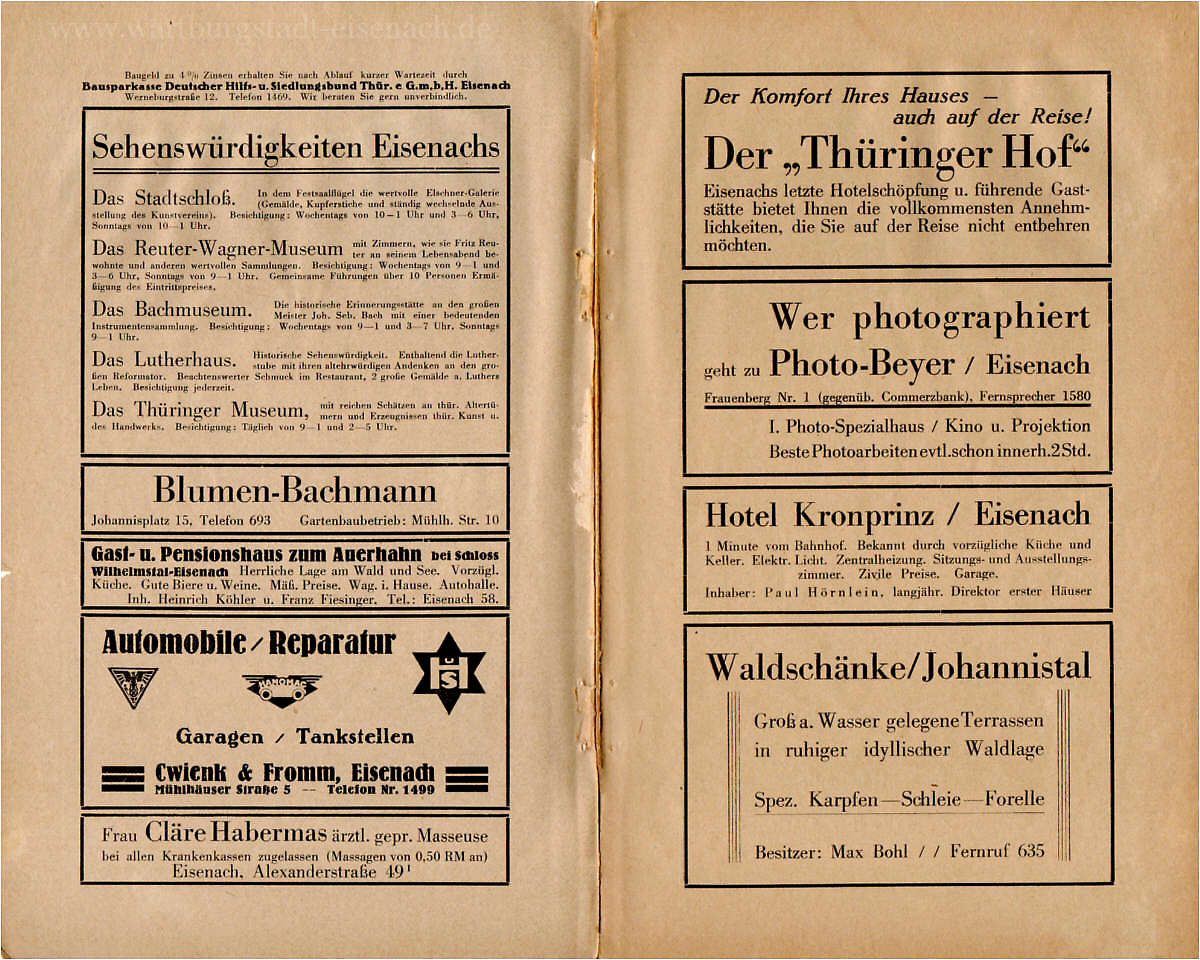 www.wartburgstadt-eisenach.de
Baugeld zu 4 % Zinsen erhalten Sie nach Ablauf kurzer Wartezeit durch
Bausparkasse Deutscher Hilfs- u. Siedlungsbund Thür. e G.m.b.H. Eisenach
Werneburgstraße 12. Telefon 1469. Wir beraten Sie gern unverbindlich.
Sehenswürdigkeiten Eisenachs
Das Stadtschloß. In dem Festsaalflügel die wertvolle Elschner-Galerie
(Gemälde, Kupferstiche und ständig wechselnde Aus-
stellung des Kunstvereins). Besichtigung: Wochentags von 10—1 Uhr und 3—6 Uhr,
Sonntags von 10—1 Uhr.
Das Reuter-Wagner-Museum mit Zimmern, wie sie Fritz Reu-
ter an seinem Lebensabend be-
wohnte und anderen wertvollen Sammlungen. Besichtigung: Wochentags von 9—1 und
3—6 Uhr, Sonntags von 9—1 Uhr. Gemeinsame Führungen über 10 Personen Ermä-
ßigung des Eintrittspreises.
Das Bachmuseum. Die historische Erinnerungsstätte an den großen
Meister Joh. Seb. Bach mit einer bedeutenden
Instrumentensammlung. Besichtigung: Wochentags von 9—1 und 3—7 Uhr. Sonntags
9—1 Uhr.
Das Lutherhaus. Historische Sehenswürdigkeit. Enthaltend die Luther-
stube mit ihren altehrwürdigen Andenken an den gro-
ßen Reformator. Beachtenswerter Schmuck im Restaurant, 2 große Gemälde a. Luthers
Leben. Besichtigung jederzeit.
Das Thüringer Museum, mit reichen Schätzen an thür. Altertü-
mern und Erzeugnissen thür. Kunst u.
des Handwerks. Besichtigung: Täglich von 9—1 und 2—5 Uhr.
Blumen-Bachmann
Johannisplatz 15, Telefon 693 Gartenbaubetrieb: Mühlh. Str. 10
Gast- u. Pensionshaus zum Auerhahn bei Schloss
Wilhelmstal-Eisenach Herrliche Lage am Wald und See. Vorzügl.
Küche. Gute Biere u. Weine. Mäß. Preise. Wag. i. Hause. Autohalle.
Inh. Heinrich Köhler u. Franz Fiesinger. Tel.: Eisenach 58.
Automobile / Reparatur
HANOMAG
HÜS
Garagen / Tankstellen
Cwienk & Fromm, Eisenach
Mühlhäuser Straße 5 — Telefon Nr. 1499
Frau Cläre Habermas ärztl. gepr. Masseuse
bei allen Krankenkassen zugelassen (Massagen von 0,50 RM an)
Eisenach, Alexanderstraße 49¹
Der Komfort Ihres Hauses —
auch auf der Reise!
Der „Thüringer Hof“
Eisenachs letzte Hotelschöpfung u. führende Gast-
stätte bietet Ihnen die vollkommensten Annehm-
lichkeiten, die Sie auf der Reise nicht entbehren
möchten.
Wer photographiert
geht zu Photo-Beyer / Eisenach
Frauenberg Nr. 1 (gegenüb. Commerzbank), Fernsprecher 1580
I. Photo-Spezialhaus / Kino u. Projektion
Beste Photoarbeiten evtl. schon innerh. 2 Std.
Hotel Kronprinz / Eisenach
1 Minute vom Bahnhof. Bekannt durch vorzügliche Küche und
Keller. Elektr. Licht. Zentralheizung. Sitzungs- und Ausstellungs-
zimmer. Zivile Preise. Garage.
Inhaber: Paul Hörnlein, langjähr. Direktor erster Häuser
Waldschänke/Johannistal
Groß a. Wasser gelegene Terrassen
in ruhiger idyllischer Waldlage
Spez. Karpfen — Schleie — Forelle
Besitzer: Max Bohl / / Fernruf 635